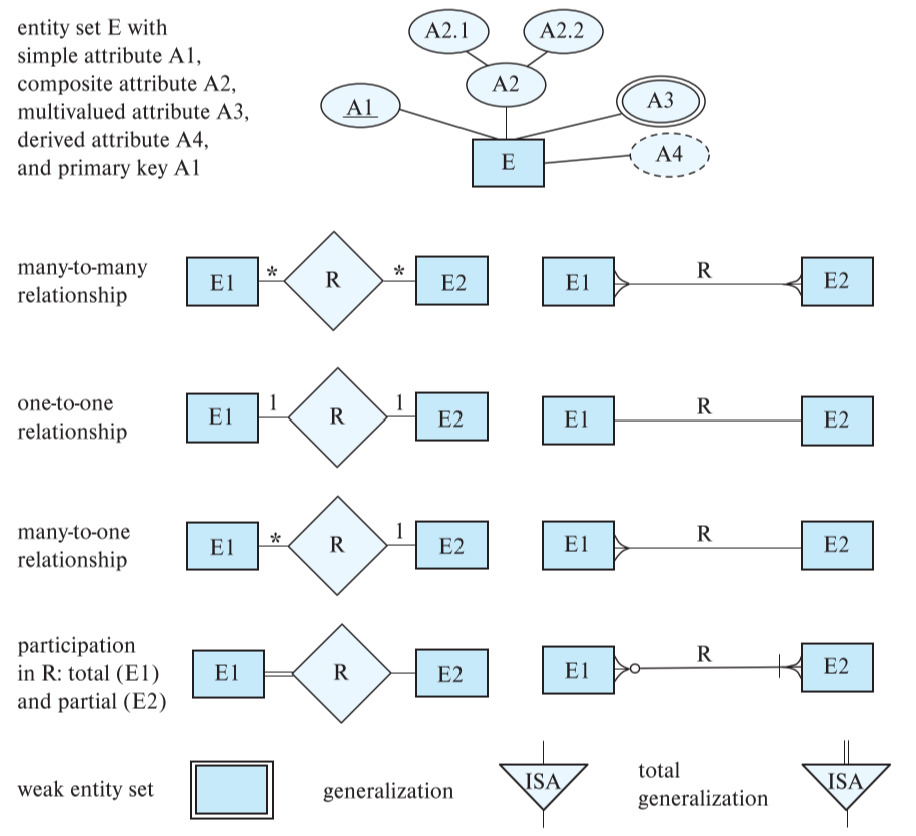 entity set E with
simple attribute A1,
composite attribute A2,
multivalued attribute A3,
derived attribute A4,
and primary key A1
A2.1 A2.2
A2
A1
A3
E
A4
many-to-many
relationship
E1 * R * E2
E1 R E2
one-to-one
relationship
E1 1 R 1 E2
E1 R E2
many-to-one
relationship
E1 * R 1 E2
E1 R E2
participation
in R: total (E1)
and partial (E2)
E1 R E2
E1 R E2
weak entity set
generalization
ISA
total
generalization
ISA